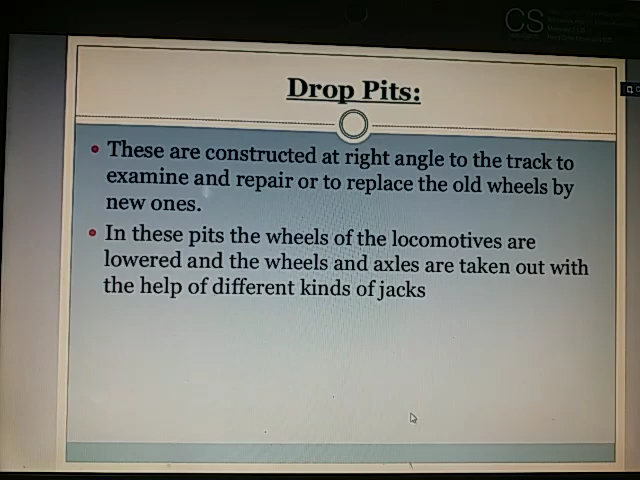 CS
Drop Pits:
These are constructed at right angle to the track to
examine and repair or to replace the old wheels by
new ones.
In these pits the wheels of the locomotives are
lowered and the wheels and axles are taken out with
the help of different kinds of jacks